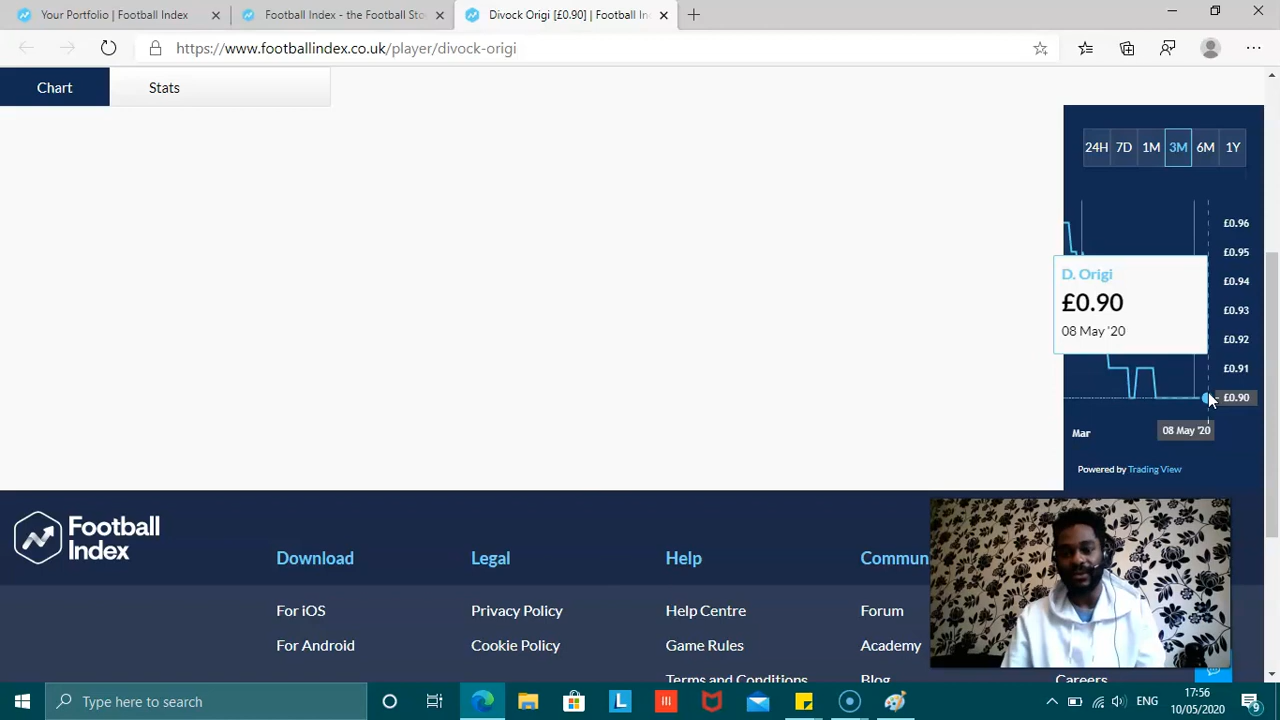 Your Portfolio | Football Index
Football Index - the Football Sto
Divock Origi [£0.90] | Football In
https://www.footballindex.co.uk/player/divock-origi
Chart
Stats
24H 7D 1M 3M 6M 1Y
£0.96
£0.95
£0.94
£0.93
£0.92
£0.91
£0.90
D. Origi
£0.90
08 May '20
Mar
08 May '20
Powered by Trading View
Football
Index
Download
Legal
Help
Commun
For iOS
Privacy Policy
Help Centre
Forum
For Android
Cookie Policy
Game Rules
Academy
Terms and Conditions
Blog
Careers
Type here to search
ENG
17:56
10/05/2020
9